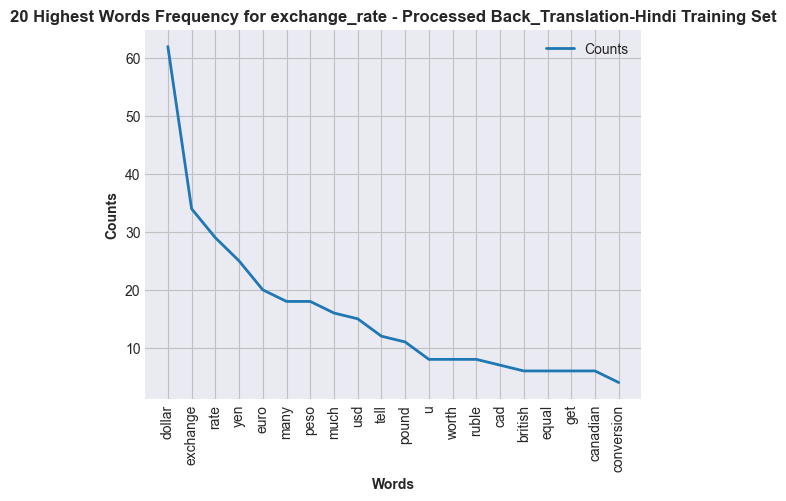 20 Highest Words Frequency for exchange_rate - Processed Back_Translation-Hindi Training Set
Counts
60
50
40
30
20
10
Counts
dollar
exchange
rate
yen
euro
many
peso
much
usd
tell
pound
u
worth
ruble
cad
british
equal
get
canadian
conversion
Words